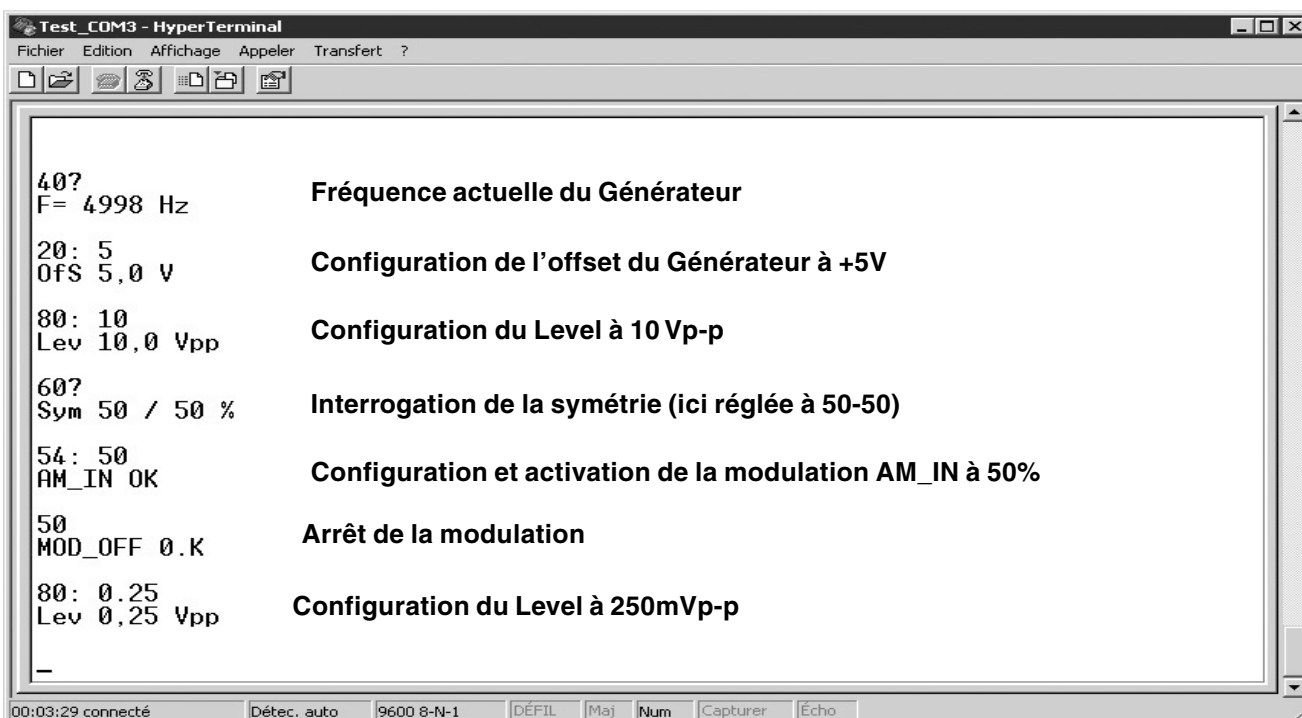 Test_COM3 - HyperTerminal
Fichier Edition Affichage Appeler Transfert ?
40?
F= 4998 Hz
Fréquence actuelle du Générateur
20: 5
OfS 5,0 V
Configuration de l'offset du Générateur à +5V
80: 10
Lev 10,0 Vpp
Configuration du Level à 10 Vp-p
60?
Sym 50 / 50 %
Interrogation de la symétrie (ici réglée à 50-50)
54: 50
AM_IN OK
Configuration et activation de la modulation AM_IN à 50%
50
MOD_OFF 0.K
Arrêt de la modulation
80: 0.25
Lev 0,25 Vpp
Configuration du Level à 250mVp-p
_
00:03:29 connecté Détec. auto 9600 8-N-1 DÉFIL Maj Num Capturer Écho